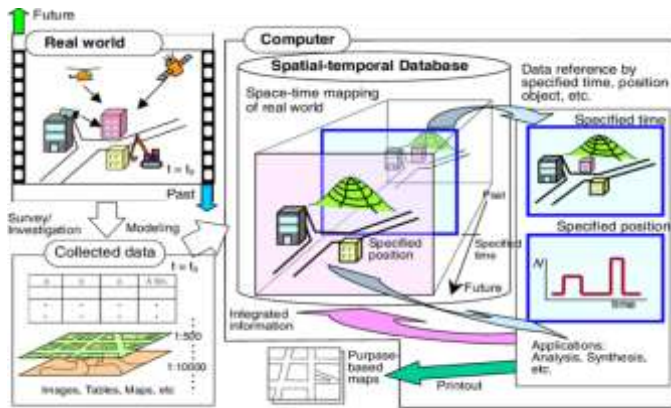 Future
Real world
t = t₀
Past
Survey/
Investigation
Modeling
Collected data
t = t₀
1:500
1:10000
Images, Tables, Maps, etc
Computer
Spatial-temporal Database
Space-time mapping
of real world
Past
Specified
time
Specified
position
Future
Integrated
information
Data reference by
specified time, position
object, etc.
Specified time
Specified position
N
time
Applications:
Analysis, Synthesis,
etc.
Purpose-
based
maps
Printout